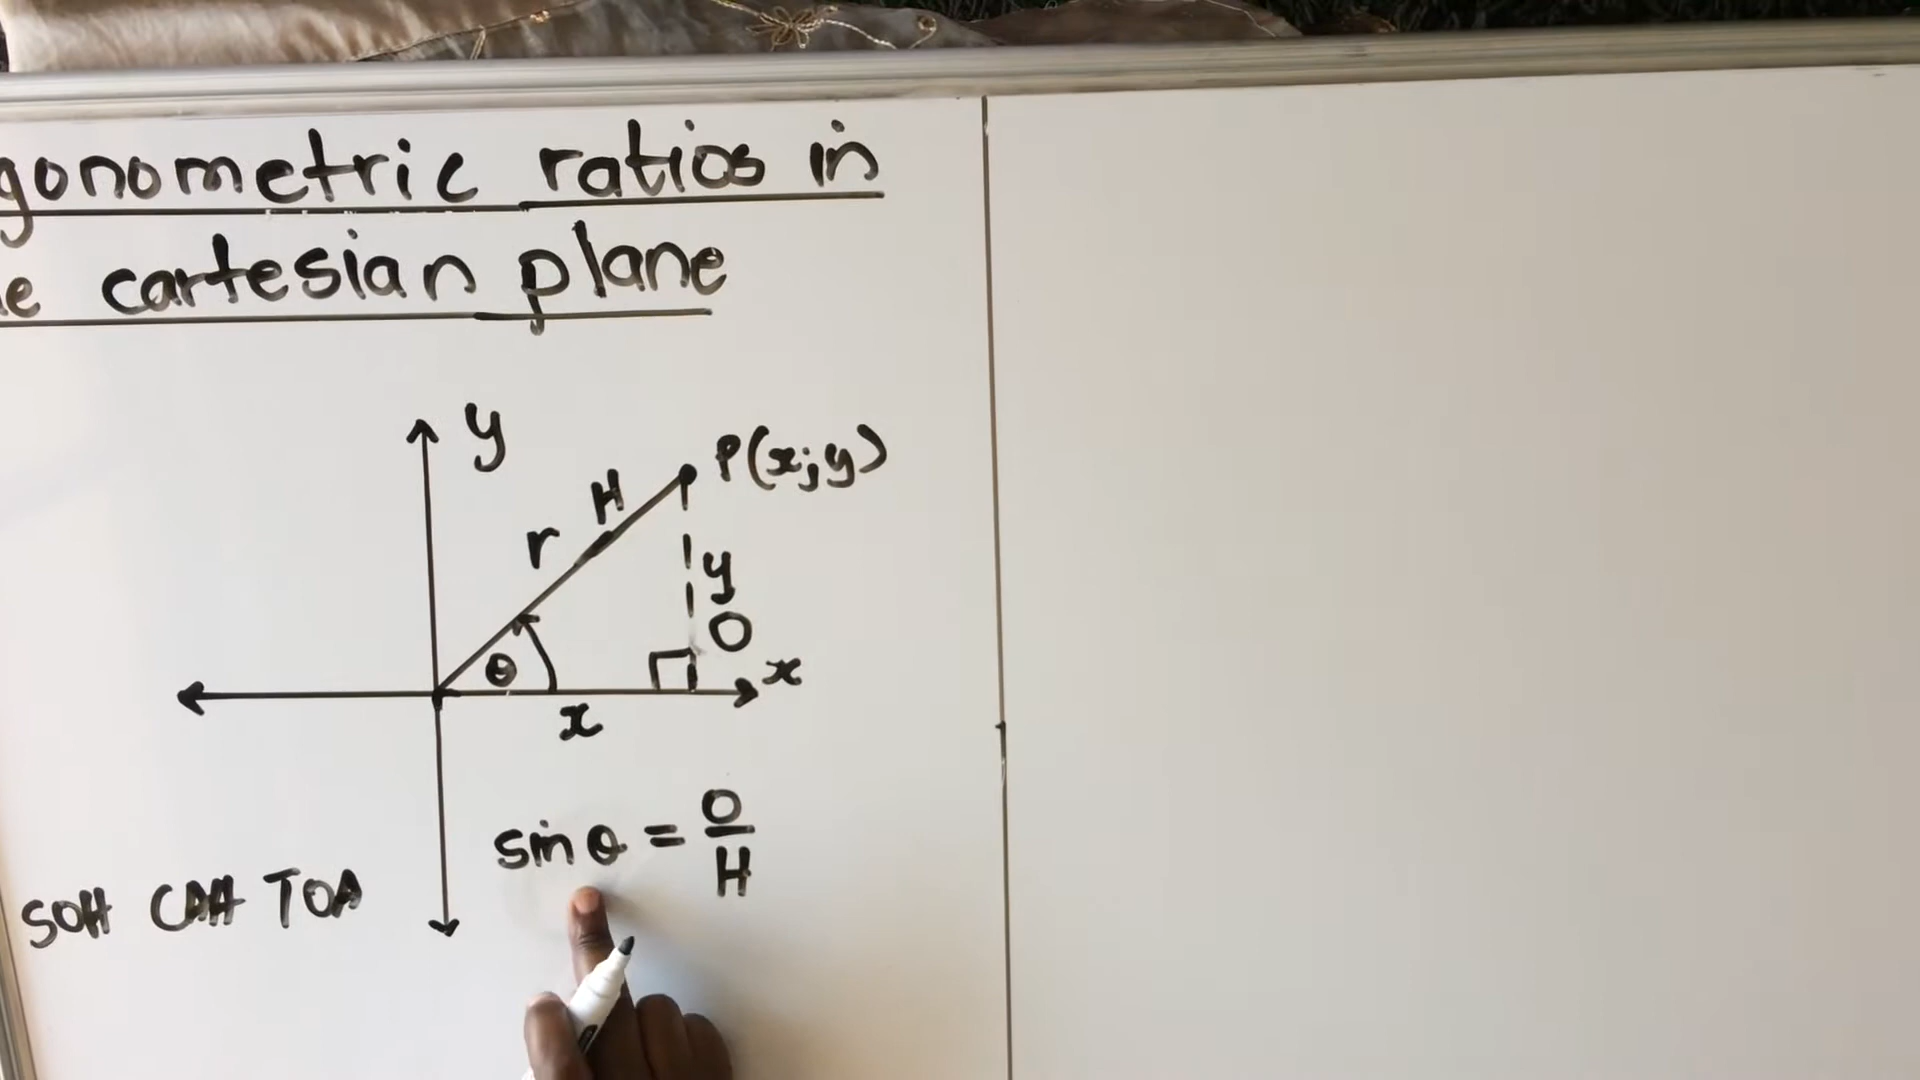 gonometric ratios in
e cartesian plane
y
P(x;y)
H
r
y
O
θ
x
x
sin θ = O/H
SOH CAH TOA